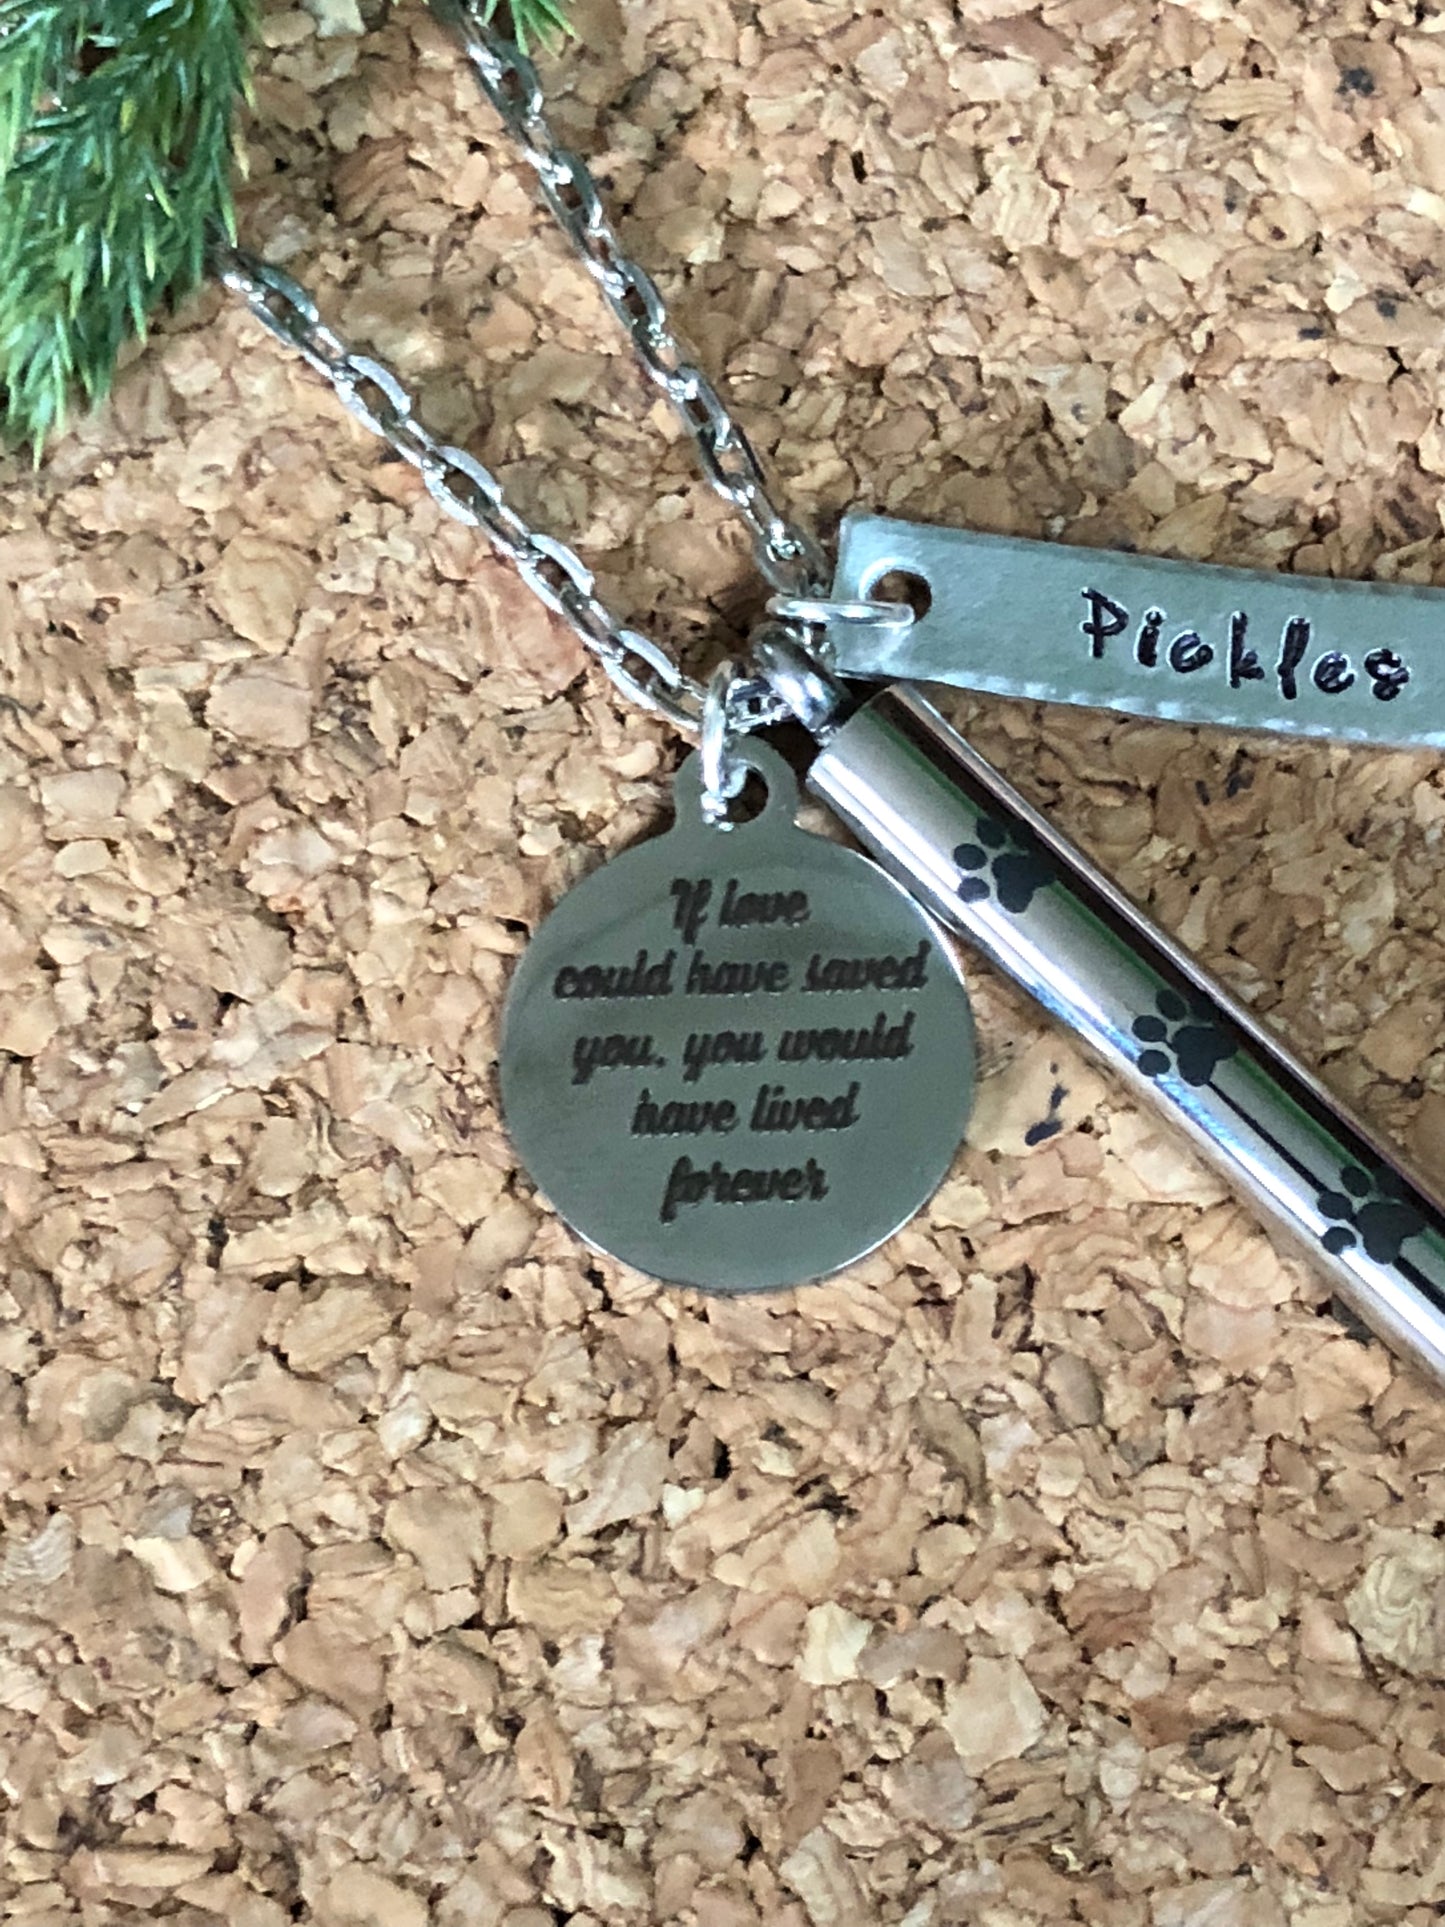 Pickles
If love
could have saved
you, you would
have lived
forever